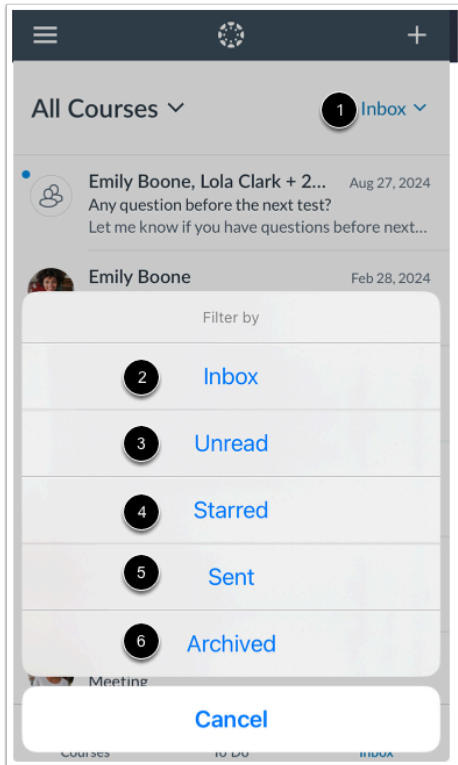 All Courses
1 Inbox
Emily Boone, Lola Clark + 2... Aug 27, 2024
Any question before the next test?
Let me know if you have questions before next...
Emily Boone Feb 28, 2024
Filter by
2 Inbox
3 Unread
4 Starred
5 Sent
6 Archived
Meeting
Cancel
Courses To Do Inbox